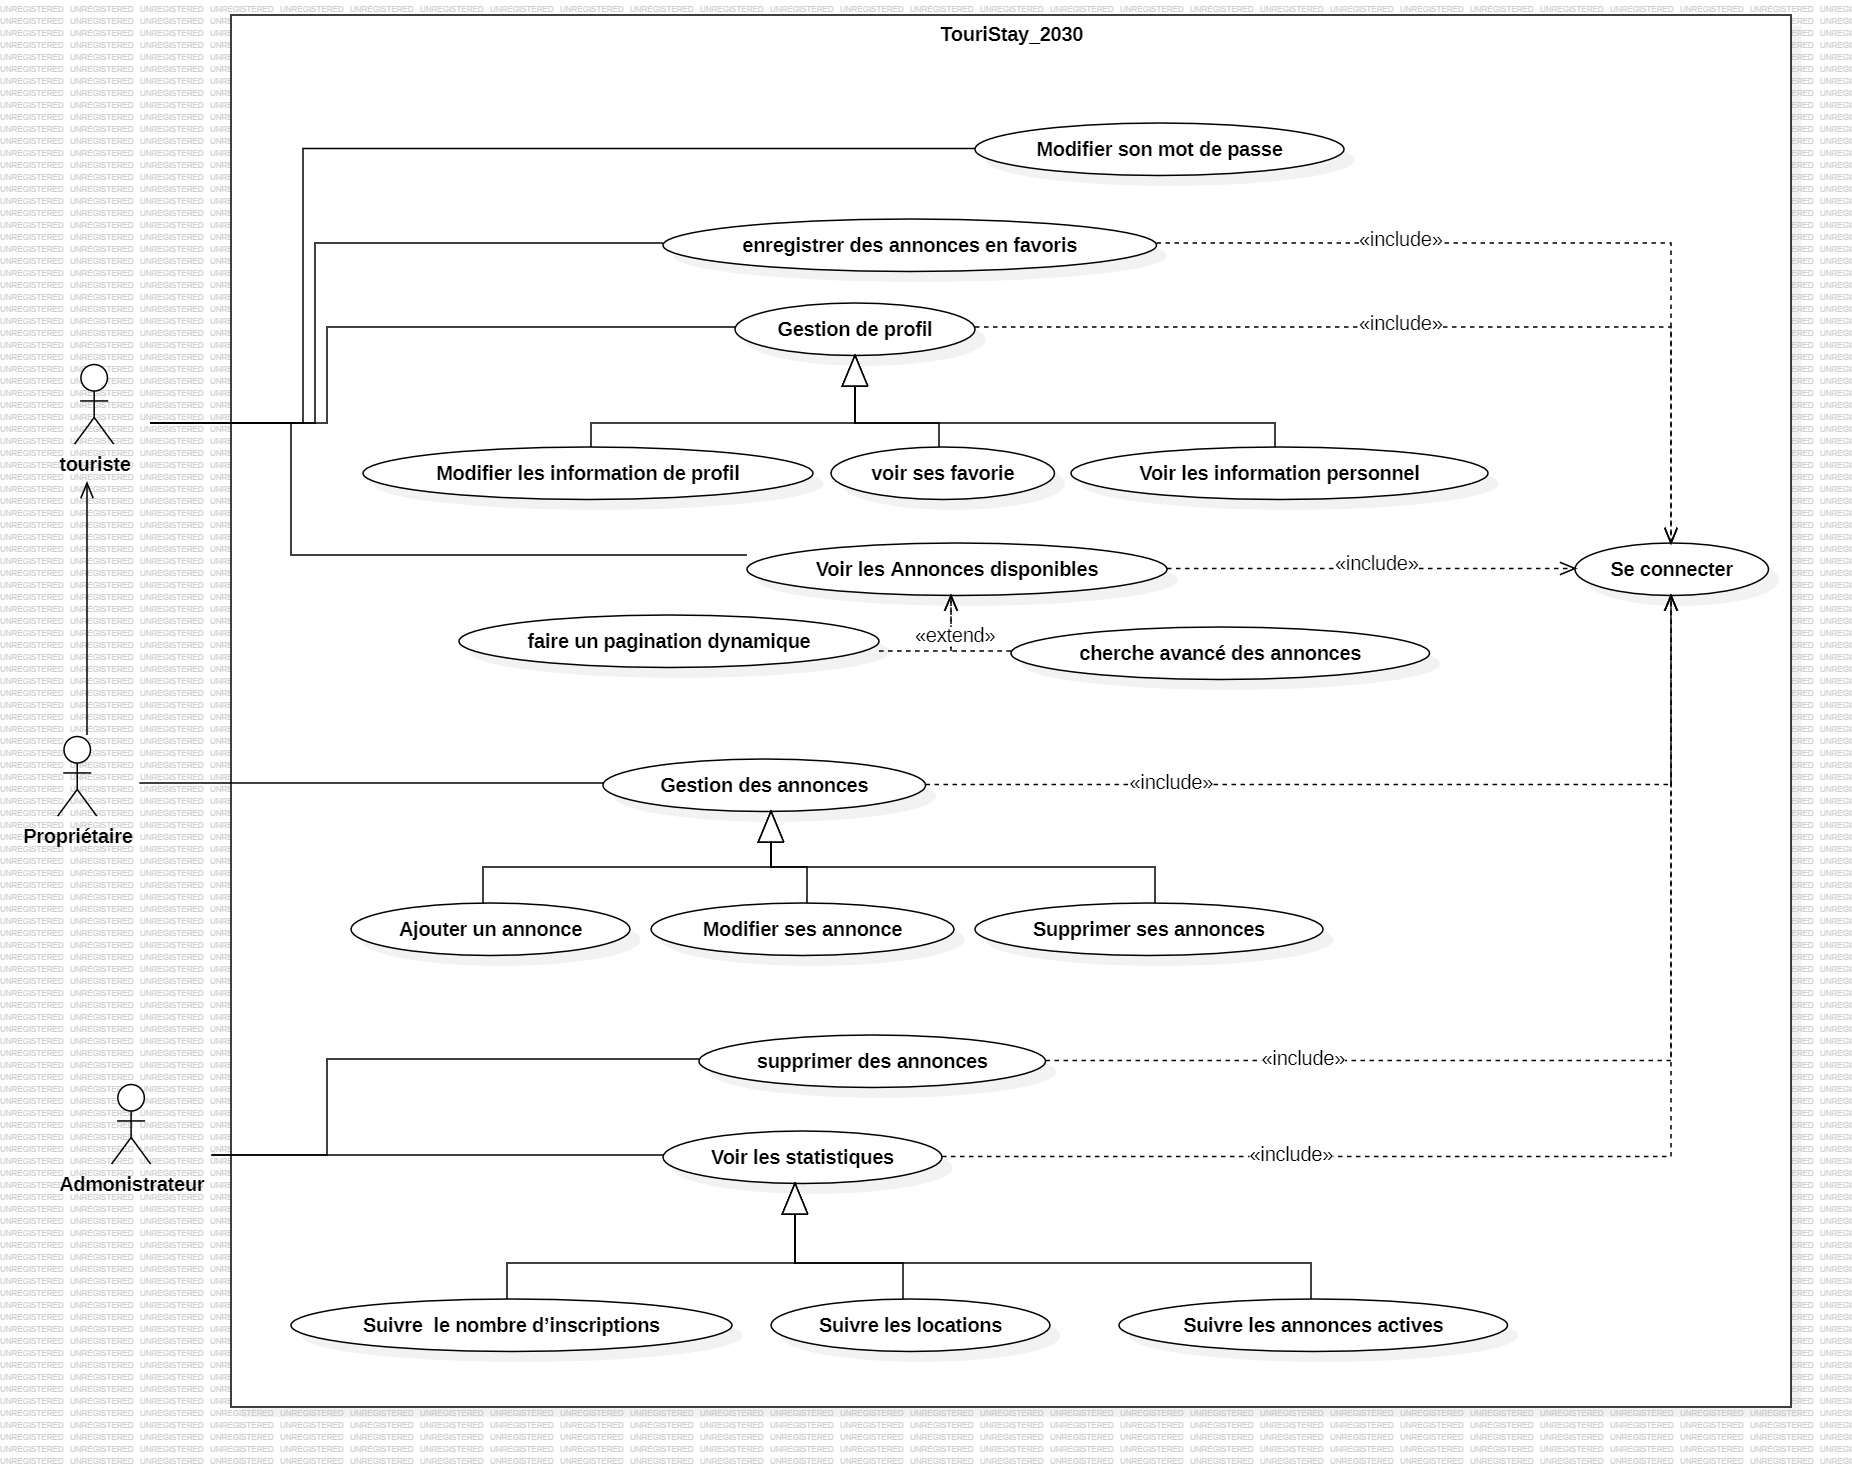 TouriStay_2030
Modifier son mot de passe
enregistrer des annonces en favoris
«include»
Gestion de profil
«include»
touriste
Modifier les information de profil
voir ses favorie
Voir les information personnel
Voir les Annonces disponibles
«include»
Se connecter
faire un pagination dynamique
«extend»
cherche avancé des annonces
Propriétaire
Gestion des annonces
«include»
Ajouter un annonce
Modifier ses annonce
Supprimer ses annonces
supprimer des annonces
«include»
Admonistrateur
Voir les statistiques
«include»
Suivre  le nombre d’inscriptions
Suivre les locations
Suivre les annonces actives
UNREGISTERED